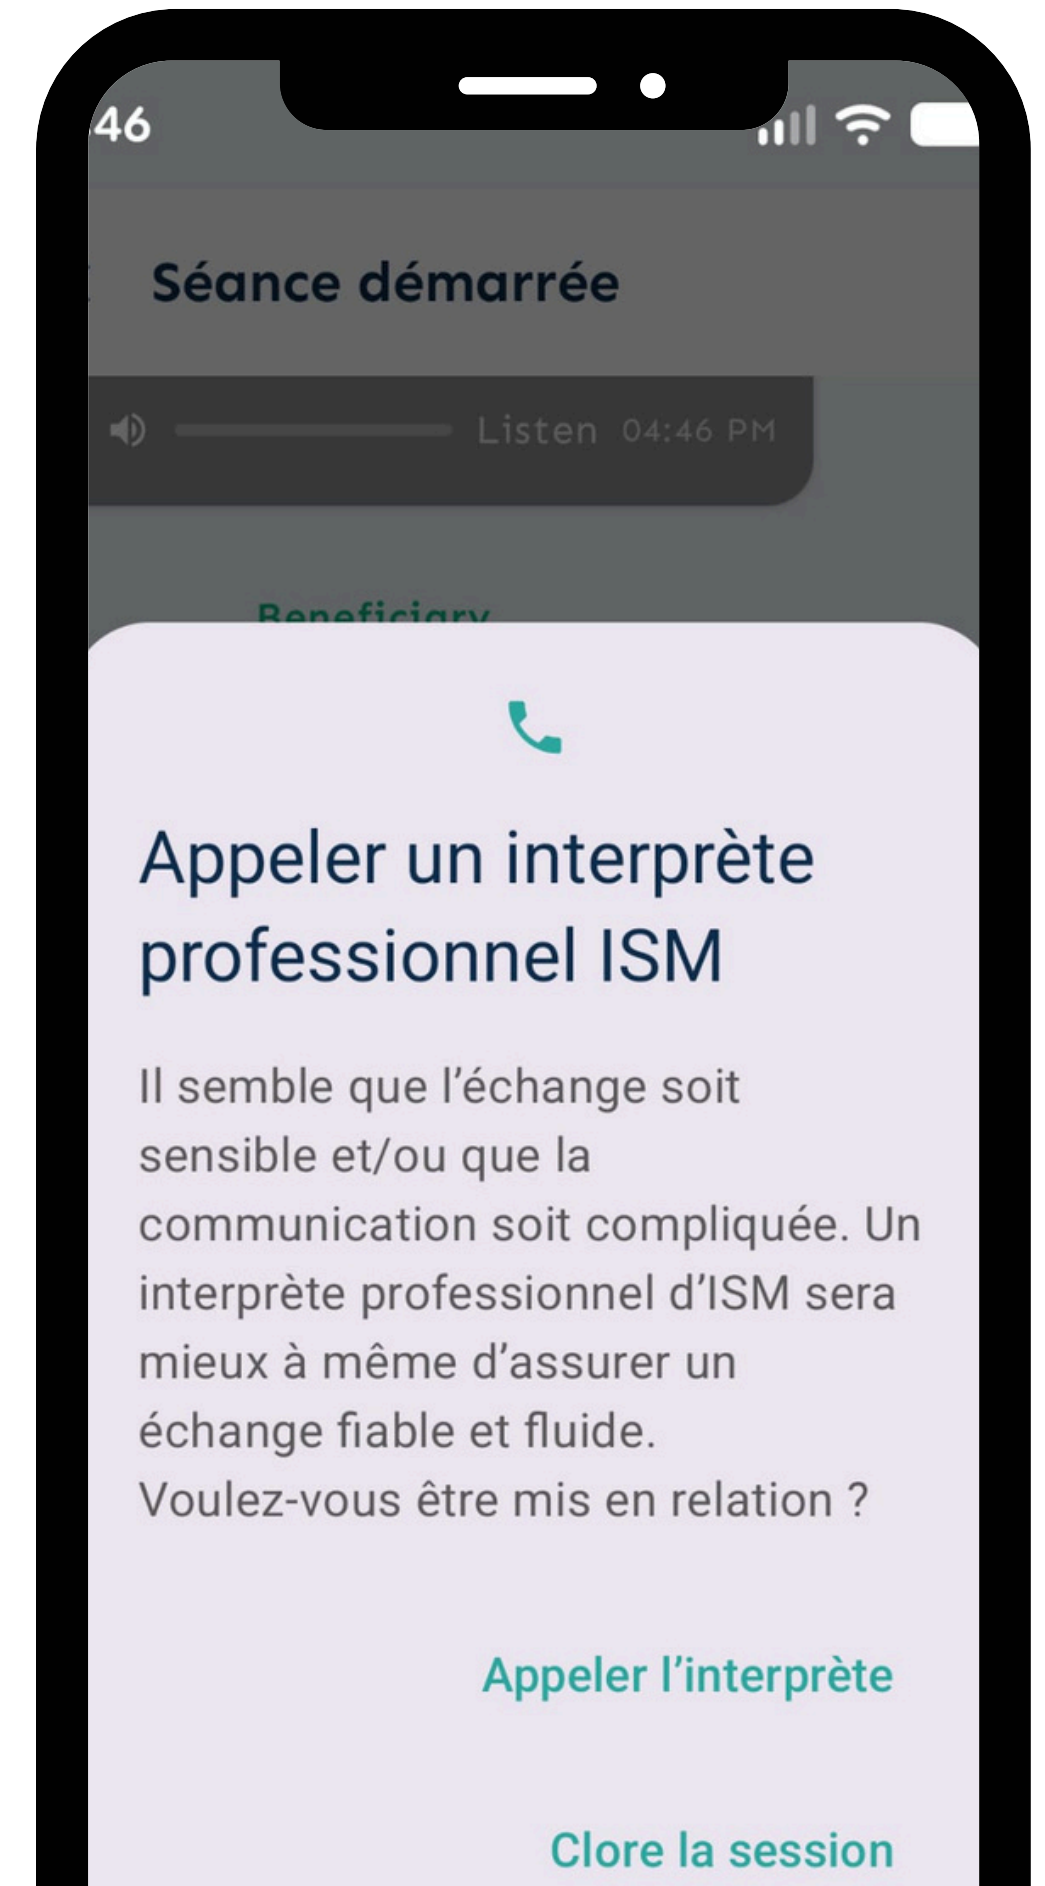 46
Séance démarrée
Listen 04:46 PM
Beneficiary
Appeler un interprète
professionnel ISM
Il semble que l’échange soit
sensible et/ou que la
communication soit compliquée. Un
interprète professionnel d’ISM sera
mieux à même d’assurer un
échange fiable et fluide.
Voulez-vous être mis en relation ?
Appeler l’interprète
Clore la session